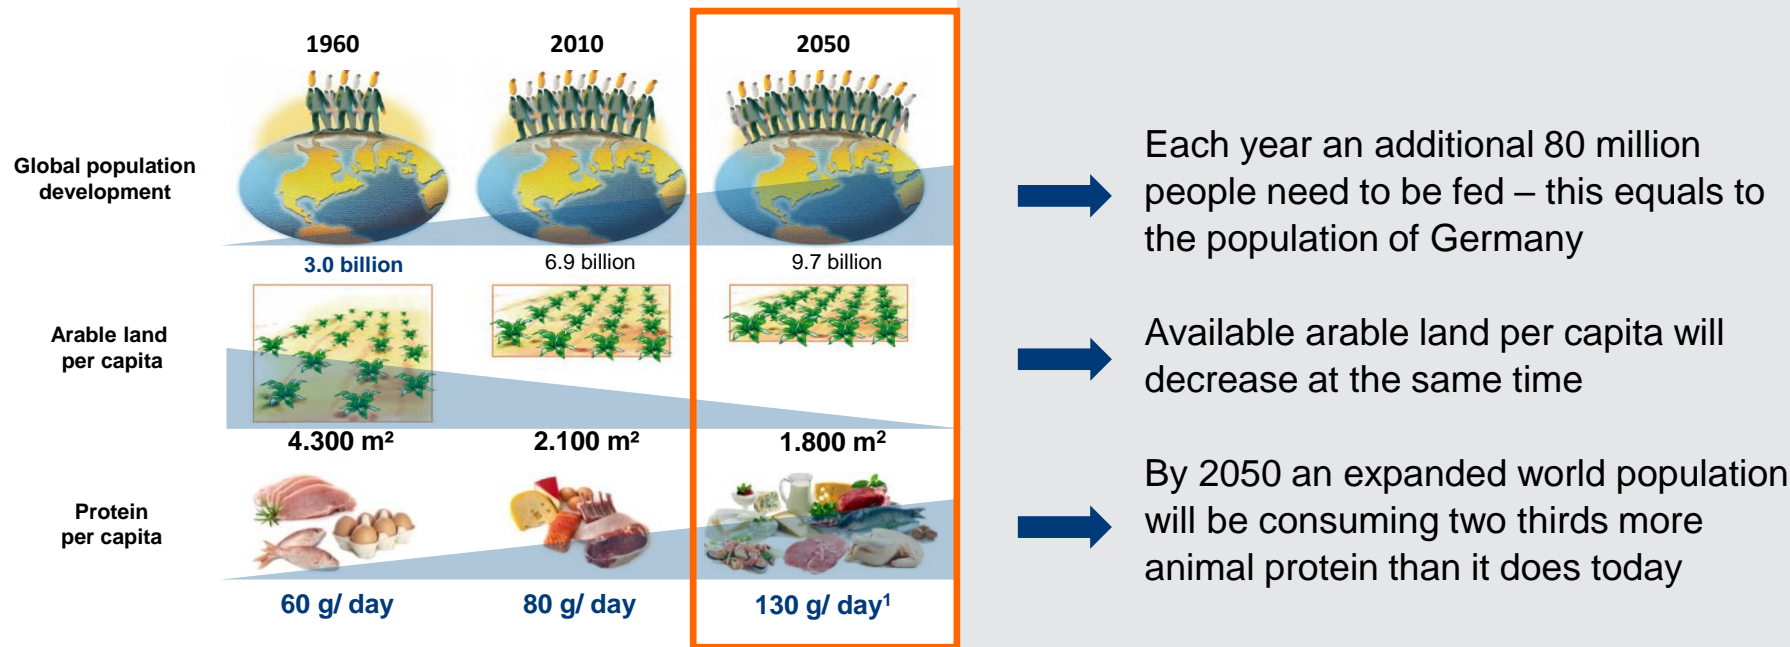 1960
2010
2050
Global population
development
3.0 billion
6.9 billion
9.7 billion
Arable land
per capita
4.300 m²
2.100 m²
1.800 m²
Protein
per capita
60 g/ day
80 g/ day
130 g/ day¹
Each year an additional 80 million
people need to be fed – this equals to
the population of Germany
Available arable land per capita will
decrease at the same time
By 2050 an expanded world population
will be consuming two thirds more
animal protein than it does today